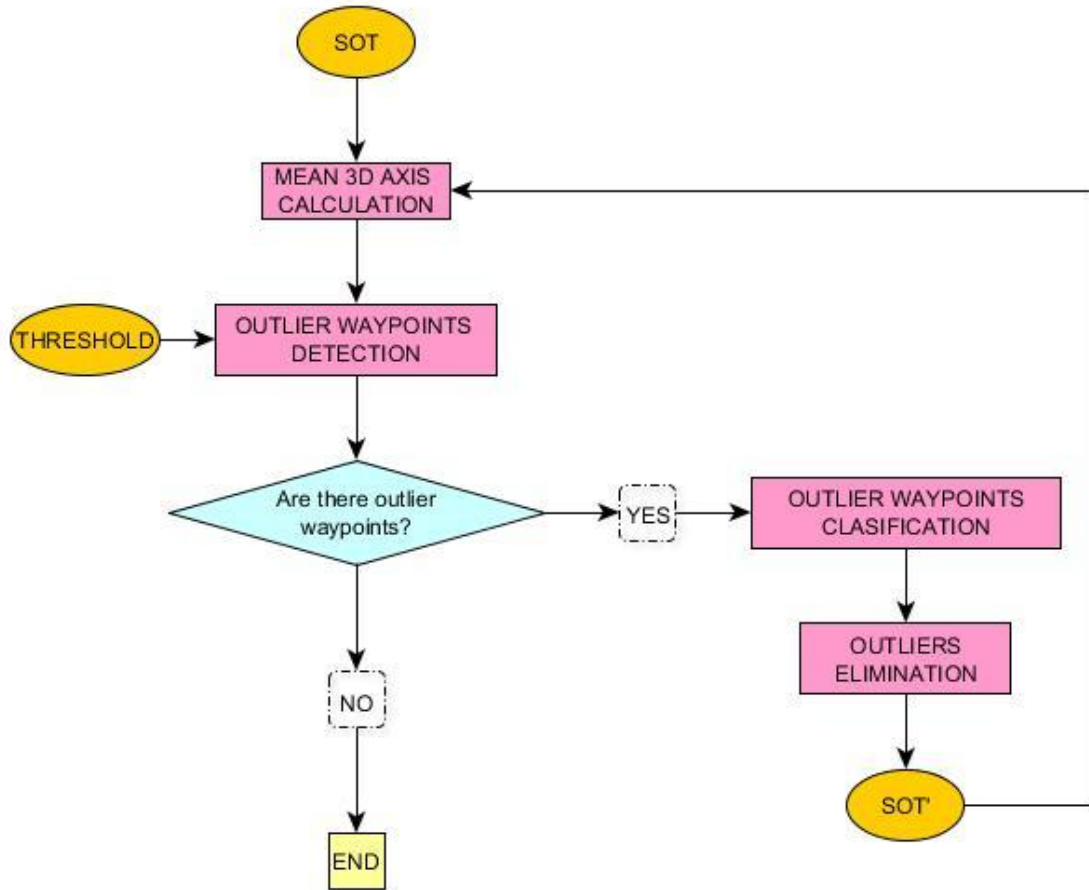 SOT
MEAN 3D AXIS
CALCULATION
THRESHOLD
OUTLIER WAYPOINTS
DETECTION
Are there outlier
waypoints?
YES
OUTLIER WAYPOINTS
CLASIFICATION
OUTLIERS
ELIMINATION
NO
SOT'
END